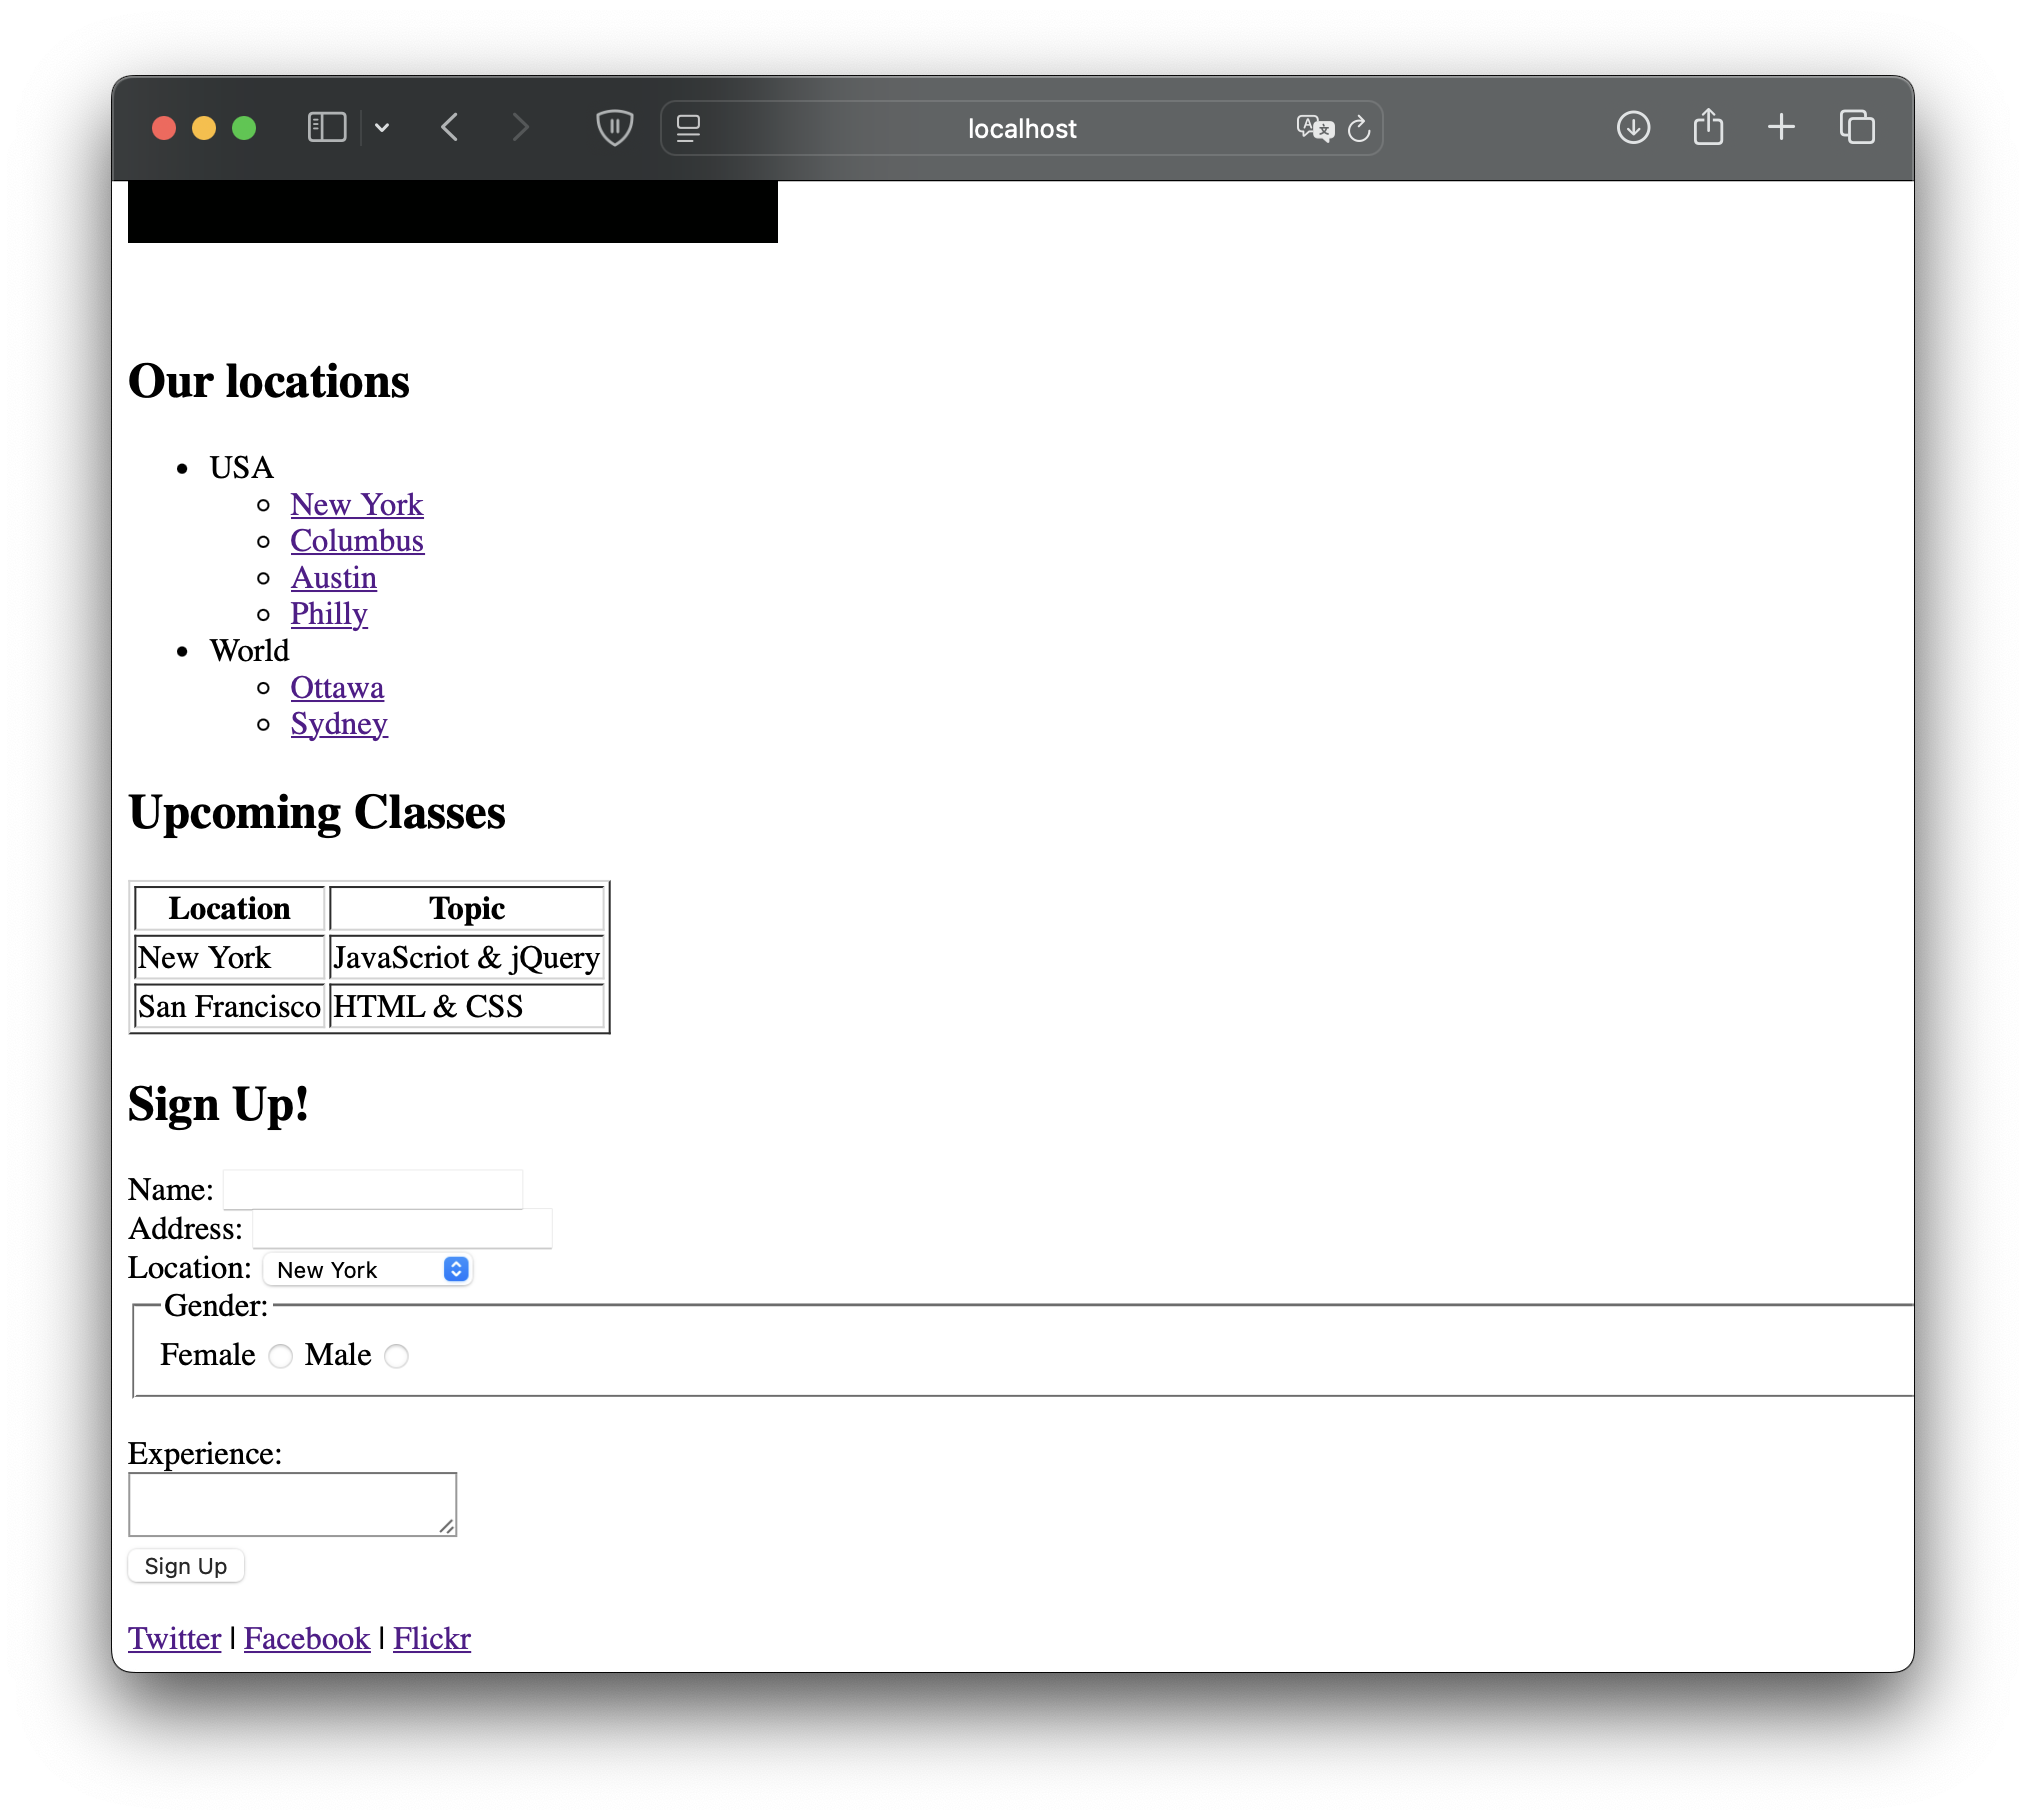 localhost
Our locations
USA
New York
Columbus
Austin
Philly
World
Ottawa
Sydney
Upcoming Classes
Location Topic
New York JavaScriot & jQuery
San Francisco HTML & CSS
Sign Up!
Name:
Address:
Location: New York
Gender:
Female Male
Experience:
Sign Up
Twitter | Facebook | Flickr